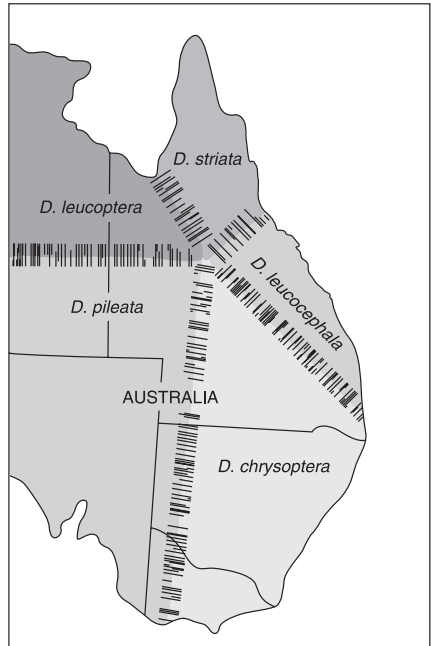 D. striata
D. leucoptera
D. leucocephala
D. pileata
AUSTRALIA
D. chrysoptera